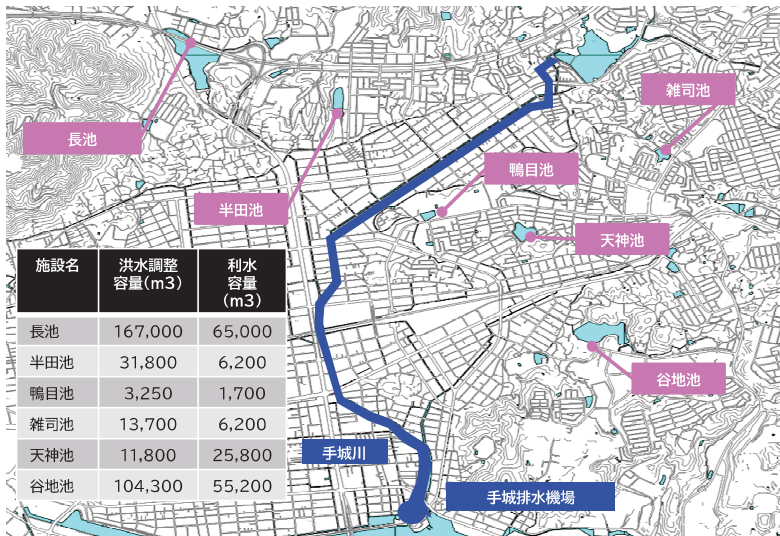 雑司池
長池
鴨目池
半田池
天神池
施設名 洪水調整 利水
容量(m3) 容量
(m3)
長池 167,000 65,000
半田池 31,800 6,200
鴨目池 3,250 1,700
雑司池 13,700 6,200
天神池 11,800 25,800
谷地池 104,300 55,200
谷地池
手城川
手城排水機場